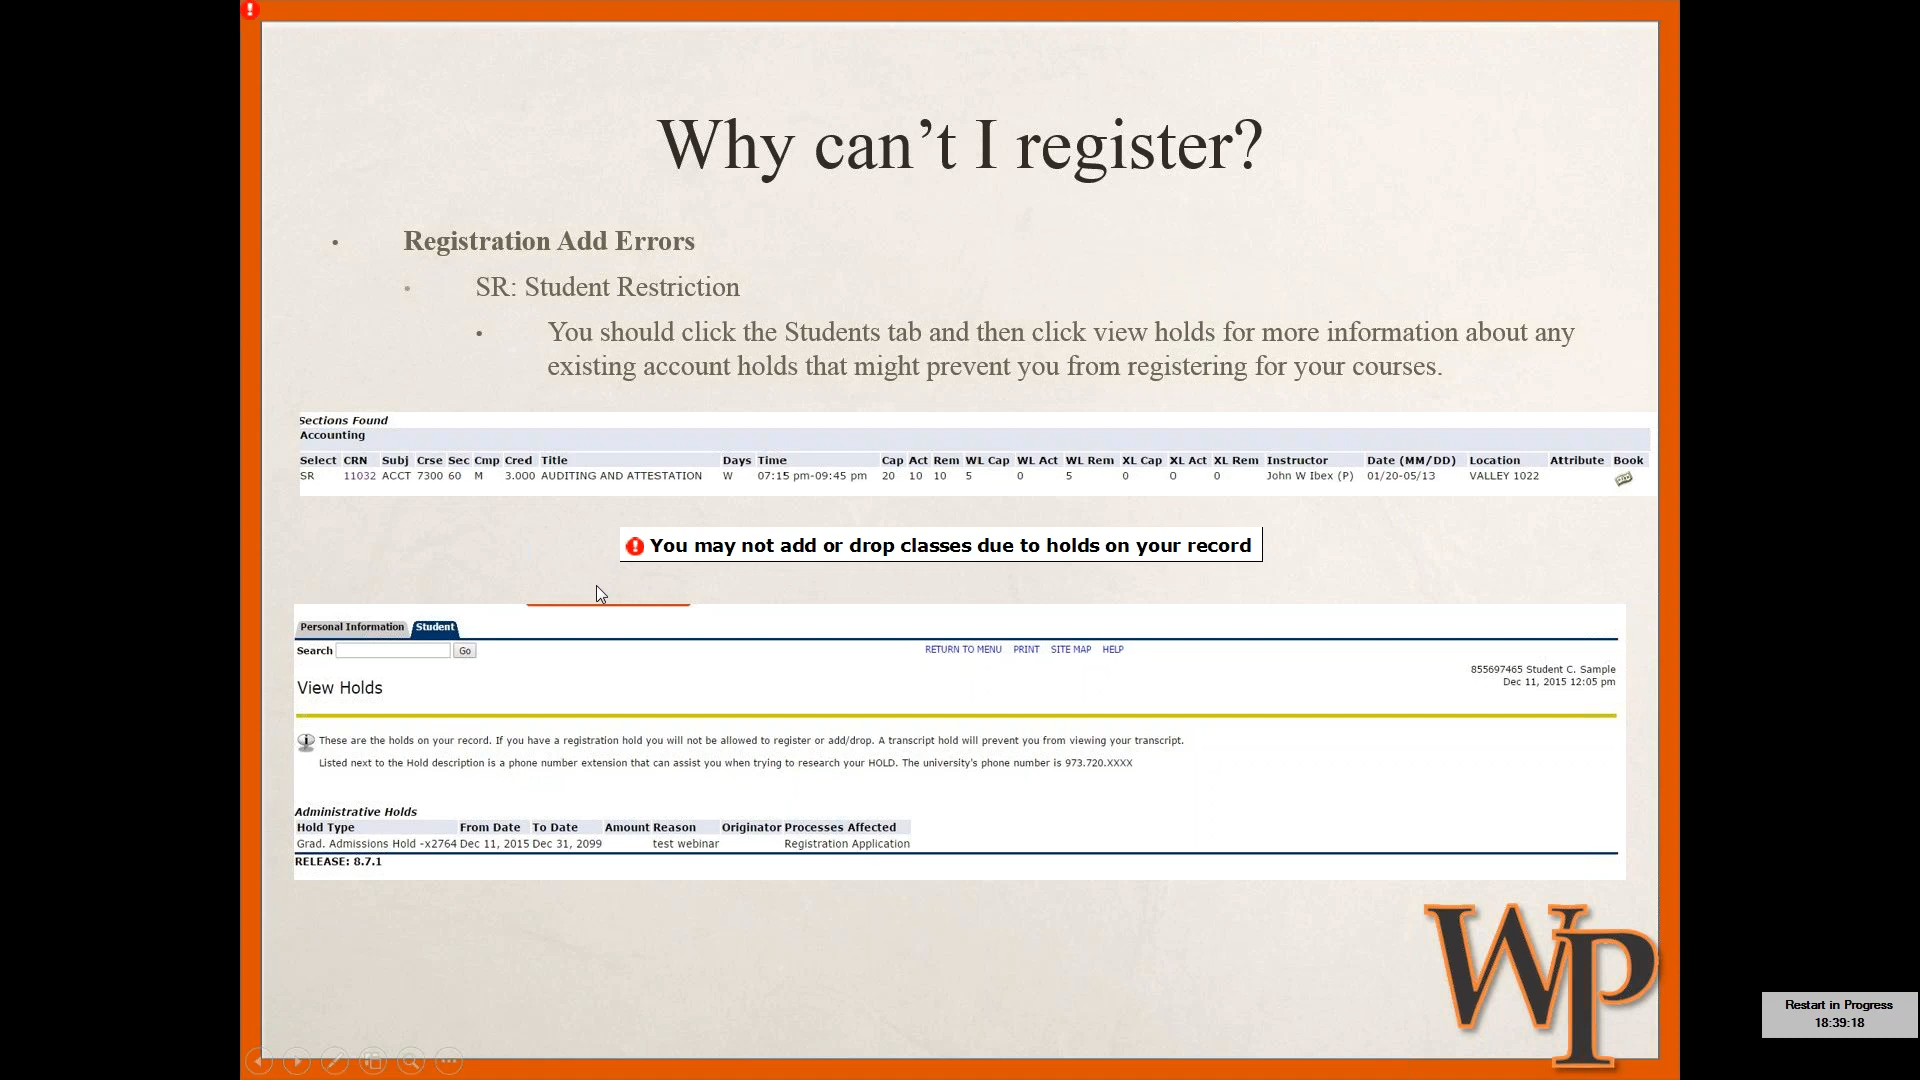 Why can’t I register?
• Registration Add Errors
• SR: Student Restriction
• You should click the Students tab and then click view holds for more information about any
existing account holds that might prevent you from registering for your courses.
Sections Found
Accounting
Select CRN Subj Crse Sec Cmp Cred Title Days Time Cap Act Rem WL Cap WL Act WL Rem XL Cap XL Act XL Rem Instructor Date (MM/DD) Location Attribute Book
SR 11032 ACCT 7300 60 M 3.000 AUDITING AND ATTESTATION W 07:15 pm-09:45 pm 20 10 10 5 0 5 0 0 0 John W Ibex (P) 01/20-05/13 VALLEY 1022
You may not add or drop classes due to holds on your record
Personal Information Student
Search Go RETURN TO MENU PRINT SITE MAP HELP
855697465 Student C. Sample
Dec 11, 2015 12:05 pm
View Holds
These are the holds on your record. If you have a registration hold you will not be allowed to register or add/drop. A transcript hold will prevent you from viewing your transcript.
Listed next to the Hold description is a phone number extension that can assist you when trying to research your HOLD. The university's phone number is 973.720.XXXX
Administrative Holds
Hold Type From Date To Date Amount Reason Originator Processes Affected
Grad. Admissions Hold -x2764 Dec 11, 2015 Dec 31, 2099 test webinar Registration Application
RELEASE: 8.7.1
WP
Restart in Progress
18:39:18